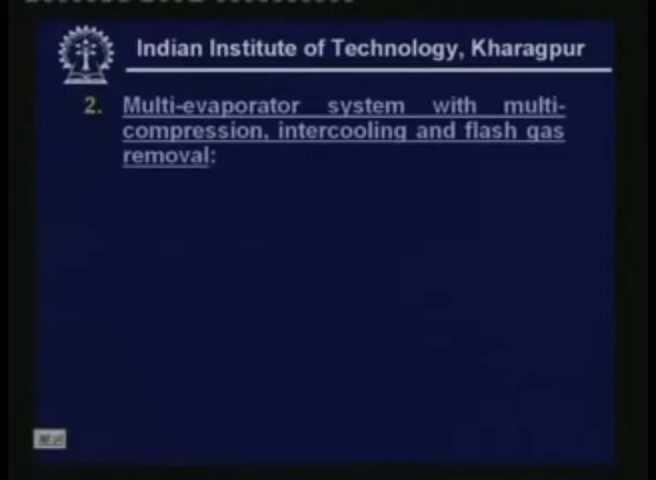 Indian Institute of Technology, Kharagpur
2. Multi-evaporator system with multi-
compression, intercooling and flash gas
removal: